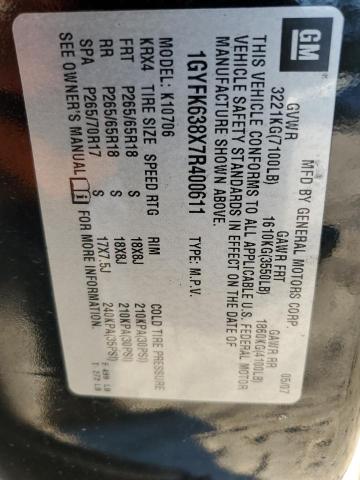 GM
MFD BY GENERAL MOTORS CORP.
05/07
GVWR GAWR FRT GAWR RR
3221KG(7100LB) 1610KG(3550LB) 1860KG(4100LB)
THIS VEHICLE CONFORMS TO ALL APPLICABLE U.S. FEDERAL MOTOR
VEHICLE SAFETY STANDARDS IN EFFECT ON THE DATE OF
MANUFACTURE SHOWN ABOVE.
1GYFK638X7R400611 TYPE: M.P.V.
K10706
KRX4 TIRE SIZE SPEED RTG RIM COLD TIRE PRESSURE
FRT P265/65R18 S 18X8J 210KPA(30PSI)
RR P265/65R18 S 18X8J 210KPA(30PSI)
SPA P265/70R17 S 17X7.5J 240KPA(35PSI)
SEE OWNER'S MANUAL FOR MORE INFORMATION.
F 499 LB
T 272 LB